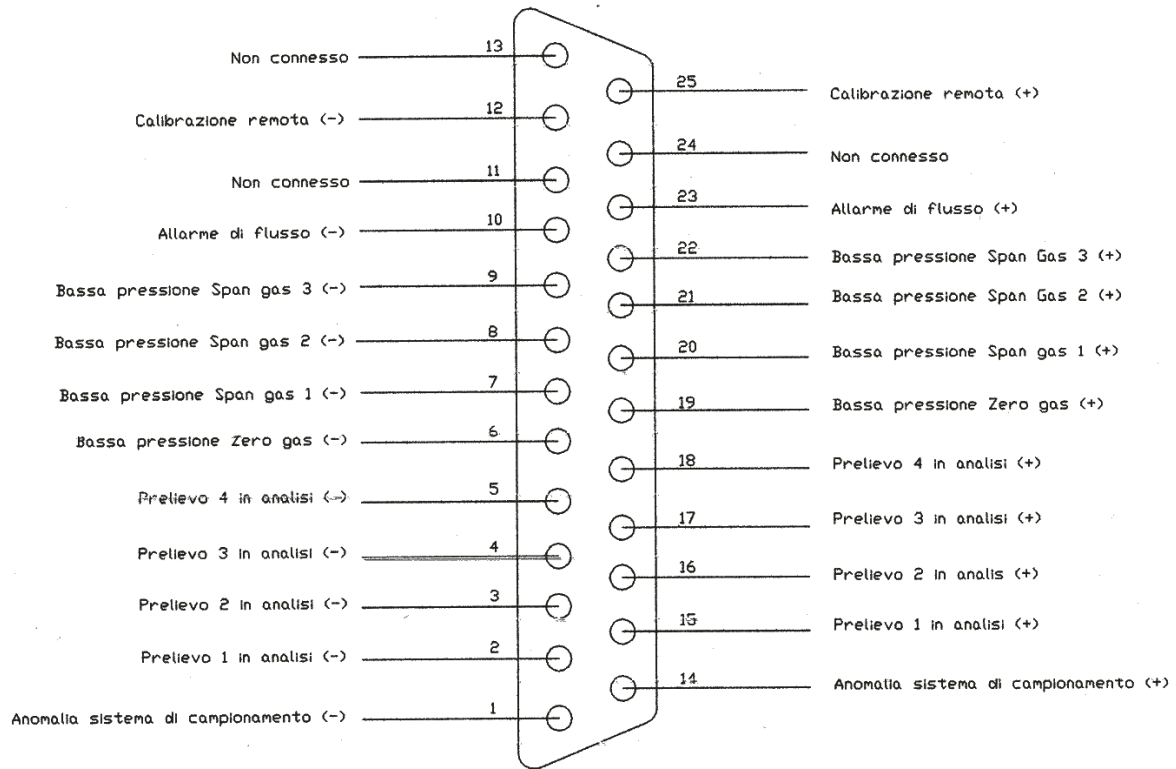 13
Non connesso
25
Calibrazione remota (+)
12
Calibrazione remota (-)
24
Non connesso
11
Non connesso
23
Allarme di flusso (+)
10
Allarme di flusso (-)
22
Bassa pressione Span Gas 3 (+)
9
Bassa pressione Span gas 3 (-)
21
Bassa pressione Span Gas 2 (+)
8
Bassa pressione Span gas 2 (-)
20
Bassa pressione Span gas 1 (+)
7
Bassa pressione Span gas 1 (-)
19
Bassa pressione Zero gas (+)
6
Bassa pressione Zero gas (-)
18
Prelievo 4 in analisi (+)
5
Prelievo 4 in analisi (-)
17
Prelievo 3 in analisi (+)
4
Prelievo 3 in analisi (-)
16
Prelievo 2 in analis (+)
3
Prelievo 2 in analisi (-)
15
Prelievo 1 in analisi (+)
2
Prelievo 1 in analisi (-)
14
Anomalia sistema di campionamento (+)
1
Anomalia sistema di campionamento (-)